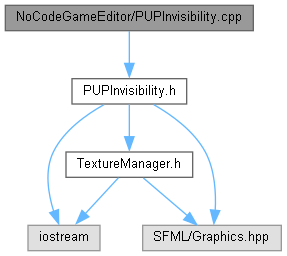 NoCodeGameEditor/PUPInvisibility.cpp
PUPInvisibility.h
TextureManager.h
iostream
SFML/Graphics.hpp